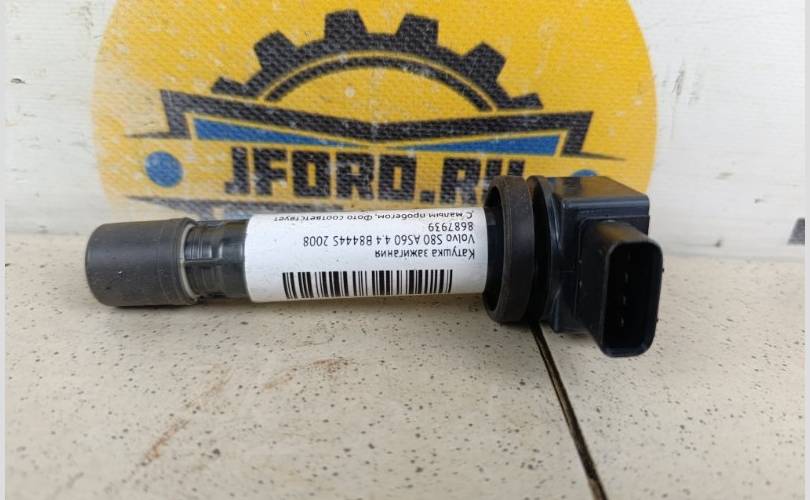 JFORD.RU
Катушка зажигания
Volvo S80 AS60 4.4 B8444S 2008
8687939
С малым пробегом, Фото соответствует